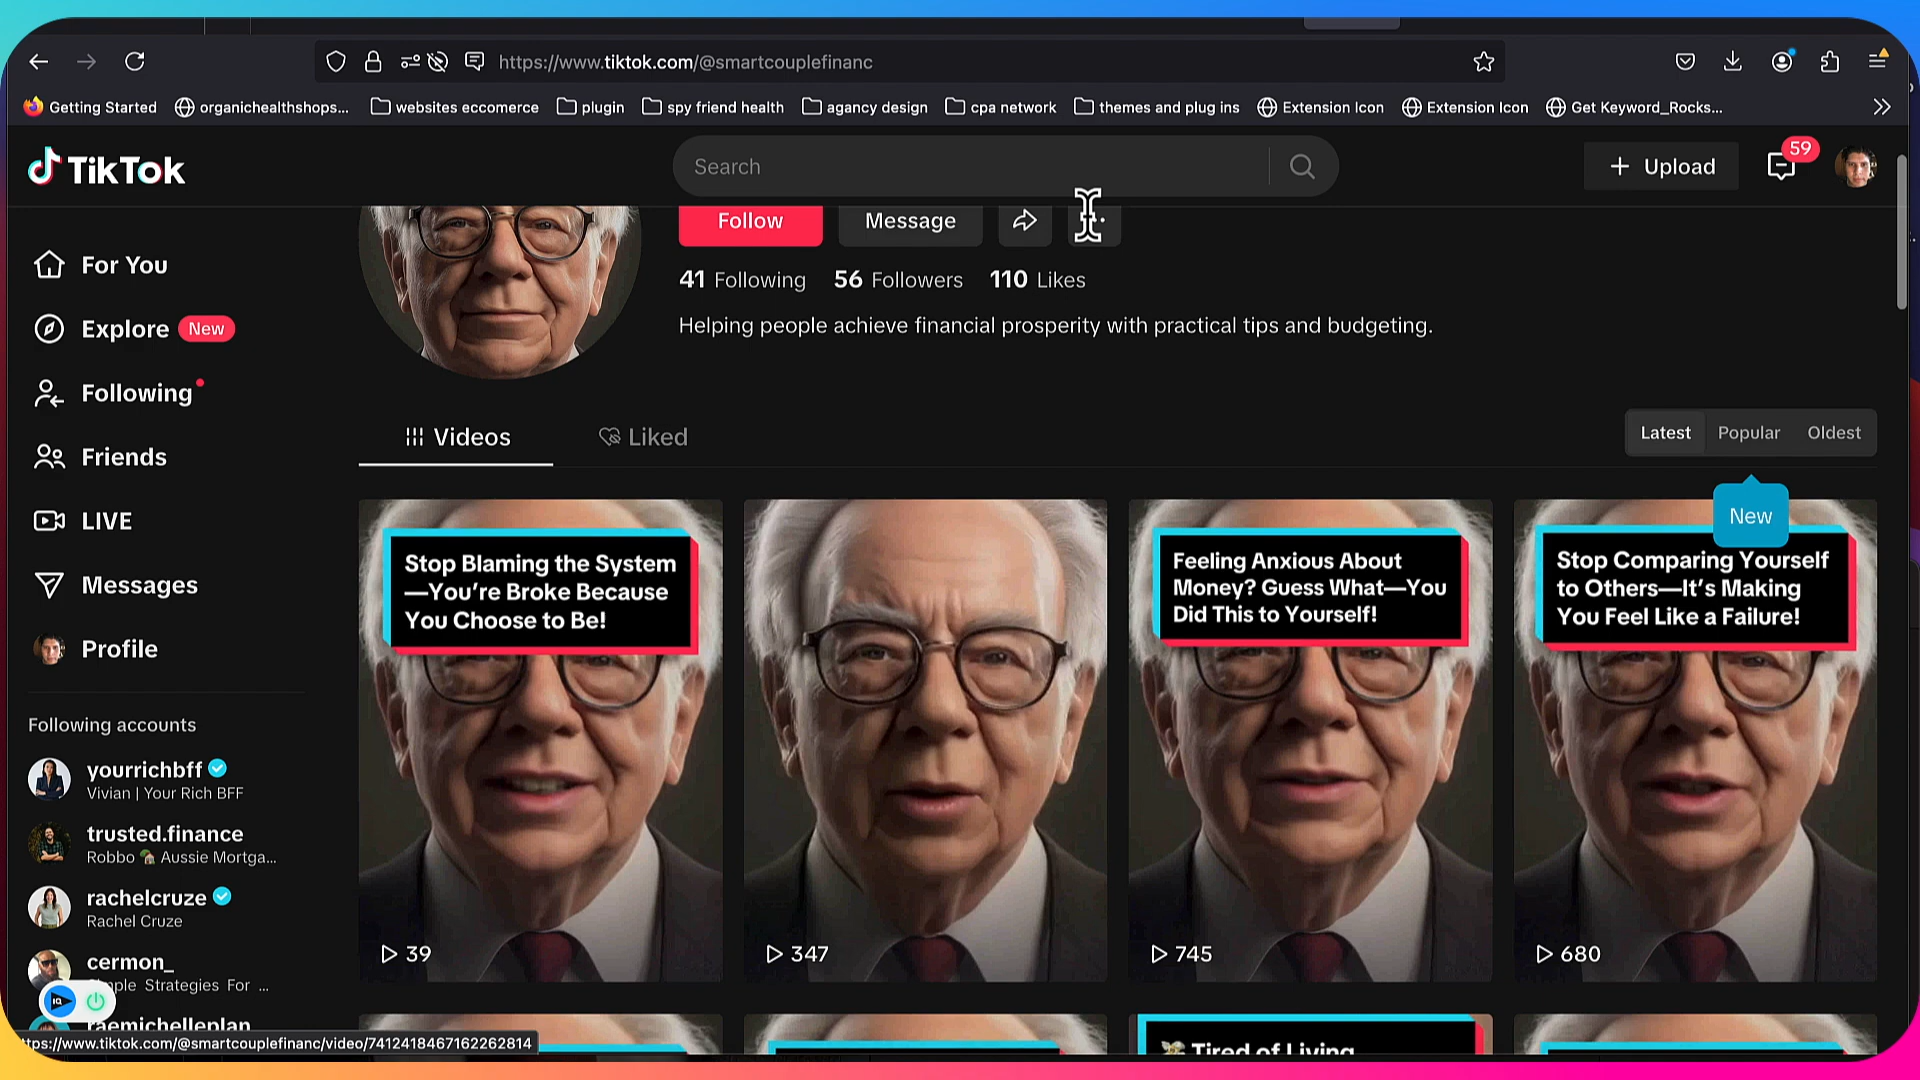 https://www.tiktok.com/@smartcouplefinanc
Getting Started
organichealthshops...
websites eccomerce
plugin
spy friend health
agancy design
cpa network
themes and plug ins
Extension Icon
Extension Icon
Get Keyword_Rocks...
TikTok
Search
+ Upload
59
For You
Explore New
Following
Friends
LIVE
Messages
Profile
Following accounts
yourrichbff
Vivian | Your Rich BFF
trusted.finance
Robbo 🏡 Aussie Mortga...
rachelcruze
Rachel Cruze
cermon_
mple Strategies For ...
raemichelleplan
Follow
Message
41 Following 56 Followers 110 Likes
Helping people achieve financial prosperity with practical tips and budgeting.
Videos
Liked
Latest
Popular
Oldest
New
Stop Blaming the System
—You’re Broke Because
You Choose to Be!
39
347
Feeling Anxious About
Money? Guess What—You
Did This to Yourself!
745
Stop Comparing Yourself
to Others—It’s Making
You Feel Like a Failure!
680
Tired of Living
tps://www.tiktok.com/@smartcouplefinanc/video/7412418467162262814